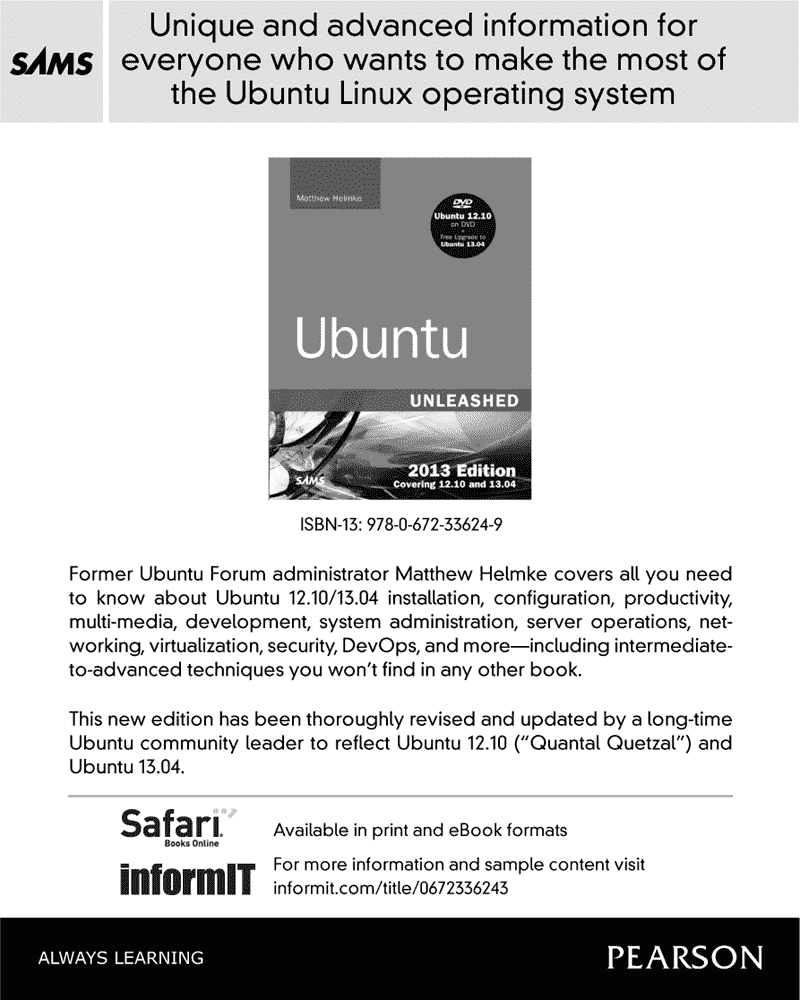 SAMS
Unique and advanced information for
everyone who wants to make the most of
the Ubuntu Linux operating system
Matthew Helmke
DVD
Ubuntu 12.10
on DVD
+
Free Upgrade to
Ubuntu 13.04
Ubuntu
UNLEASHED
2013 Edition
Covering 12.10 and 13.04
SAMS
ISBN-13: 978-0-672-33624-9
Former Ubuntu Forum administrator Matthew Helmke covers all you need
to know about Ubuntu 12.10/13.04 installation, configuration, productivity,
multi-media, development, system administration, server operations, net-
working, virtualization, security, DevOps, and more—including intermediate-
to-advanced techniques you won’t find in any other book.
This new edition has been thoroughly revised and updated by a long-time
Ubuntu community leader to reflect Ubuntu 12.10 (“Quantal Quetzal”) and
Ubuntu 13.04.
Safari
Books Online
Available in print and eBook formats
informIT
For more information and sample content visit
informit.com/title/0672336243
ALWAYS LEARNING
PEARSON